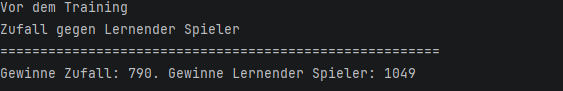 Vor dem Training
Zufall gegen Lernender Spieler
=======================================================
Gewinne Zufall: 790. Gewinne Lernender Spieler: 1049